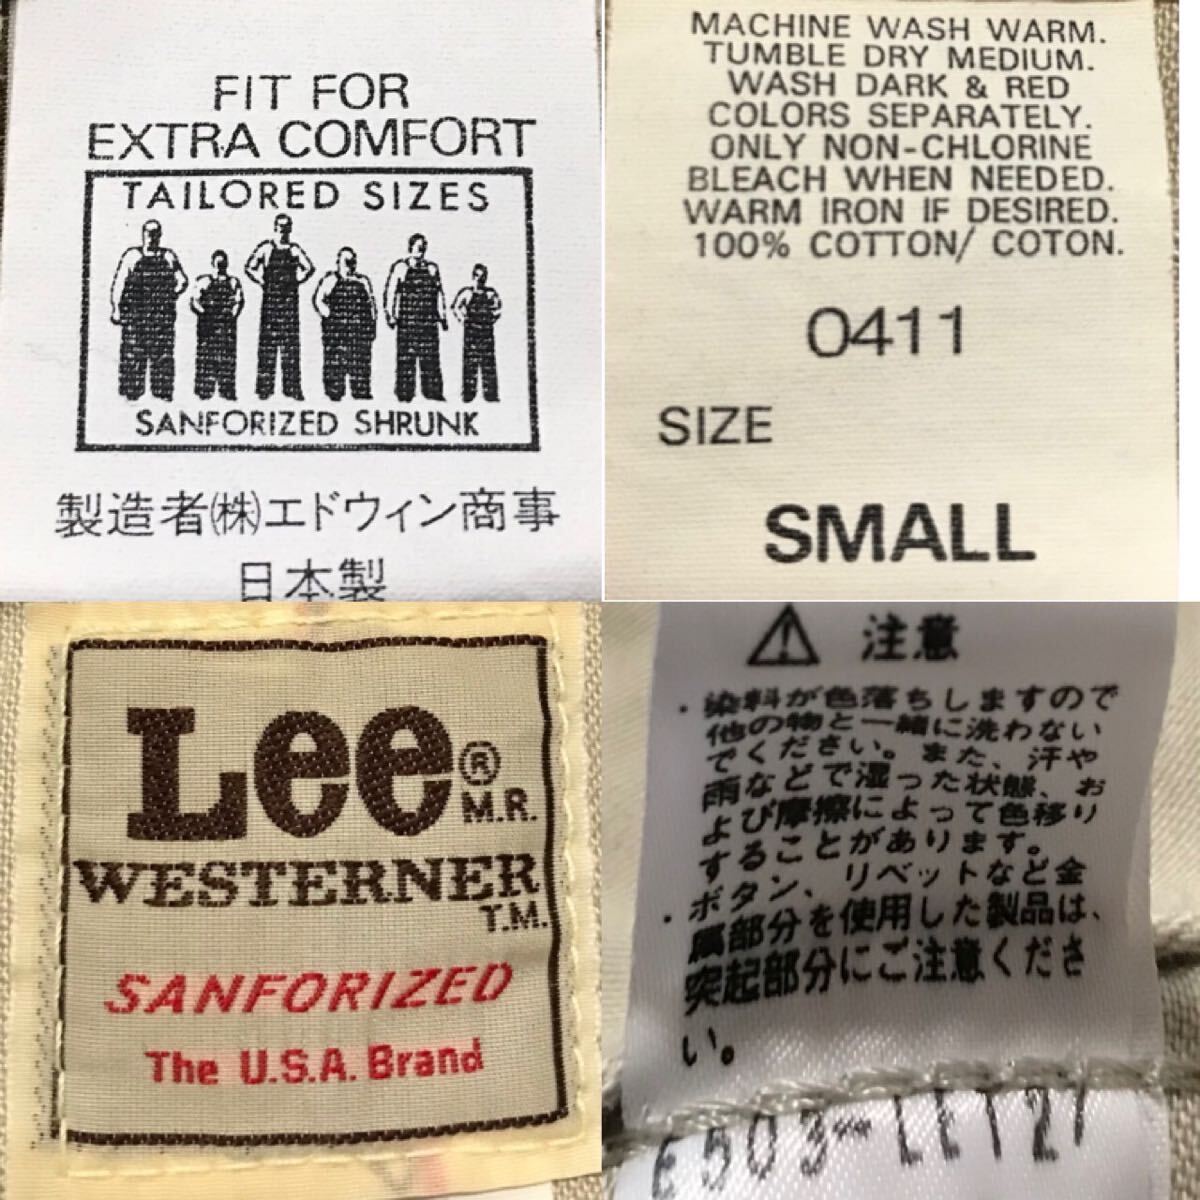 FIT FOR
EXTRA COMFORT
TAILORED SIZES
SANFORIZED SHRUNK
製造者㈱エドウィン商事
日本製
MACHINE WASH WARM.
TUMBLE DRY MEDIUM.
WASH DARK & RED
COLORS SEPARATELY.
ONLY NON-CHLORINE
BLEACH WHEN NEEDED.
WARM IRON IF DESIRED.
100% COTTON/ COTON.
0411
SIZE
SMALL
Lee®
M.R.
WESTERNER
T.M.
SANFORIZED
The U.S.A. Brand
注意
・染料が色落ちしますので
他の物と一緒に洗わない
でください。また、汗や
雨などで湿った状態、お
よび摩擦によって色移り
することがあります。
・ボタン、リベットなど金
属部分を使用した製品は、
突起部分にご注意くださ
い。
E503-LE127